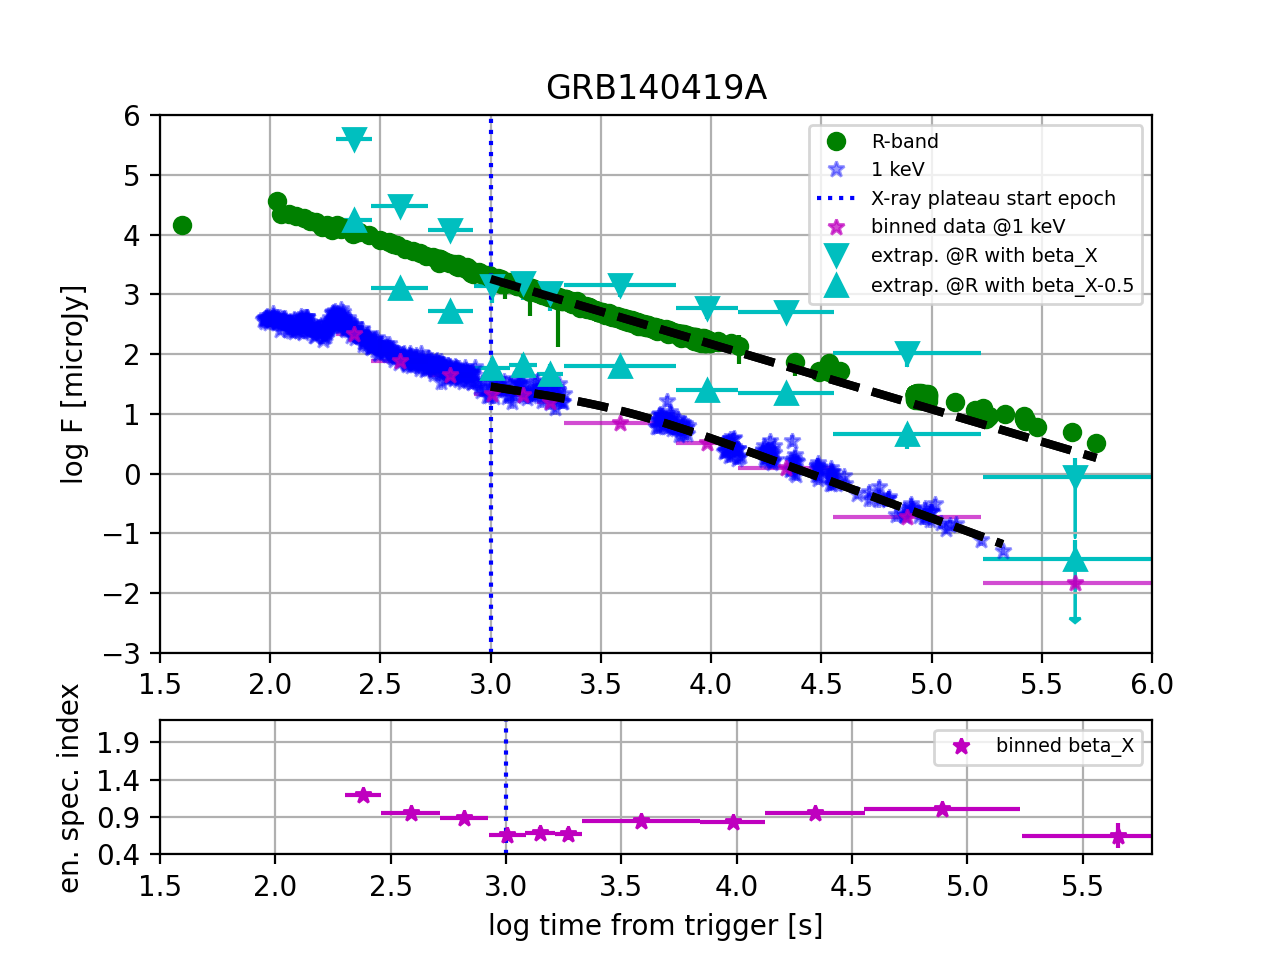 GRB140419A
6
5
4
3
2
1
0
−1
−2
−3
log F [microJy]
R-band
1 keV
X-ray plateau start epoch
binned data @1 keV
extrap. @R with beta_X
extrap. @R with beta_X-0.5
1.5 2.0 2.5 3.0 3.5 4.0 4.5 5.0 5.5 6.0
1.9
1.4
0.9
0.4
en. spec. index
binned beta_X
1.5 2.0 2.5 3.0 3.5 4.0 4.5 5.0 5.5
log time from trigger [s]